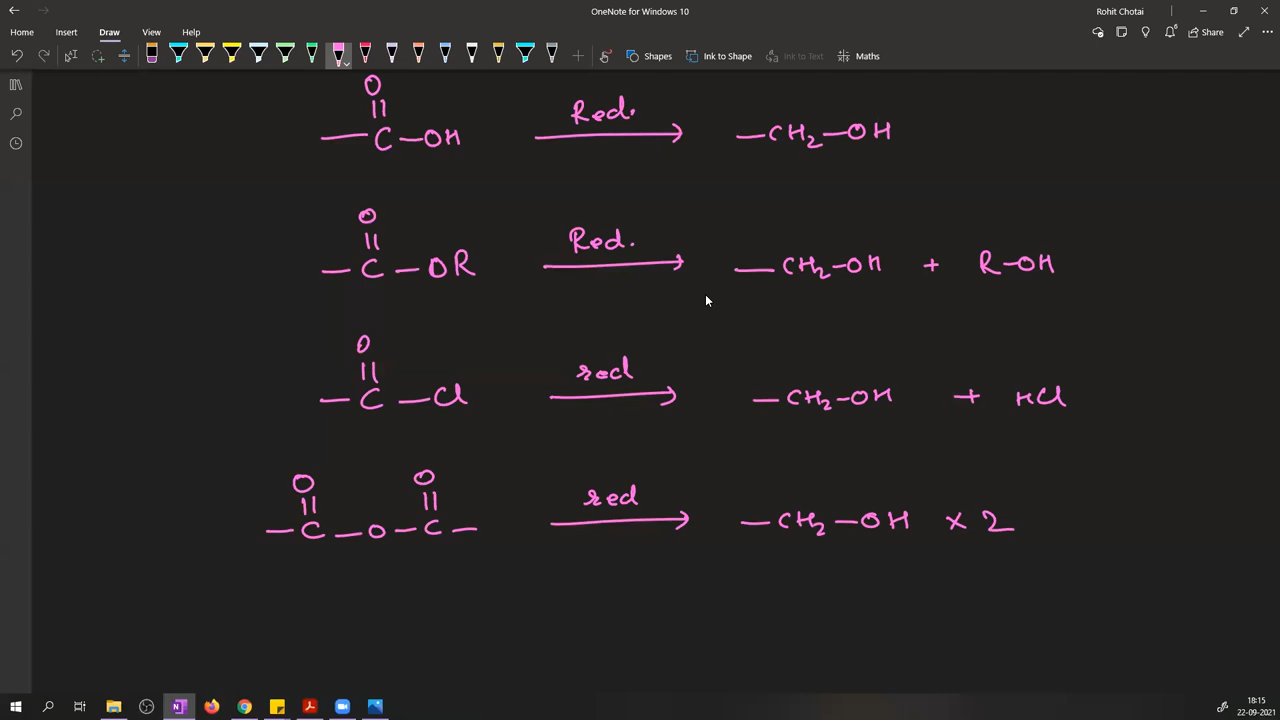 OneNote for Windows 10
Rohit Chotai
Home Insert Draw View Help
Share
Shapes Ink to Shape Ink to Text Maths
O
||
—C—OH Red. —CH₂—OH
O
||
—C—OR Red. —CH₂—OH + R—OH
O
||
—C—Cl red —CH₂—OH + HCl
O O
|| ||
—C—O—C— red —CH₂—OH × 2
18:15
22-09-2021